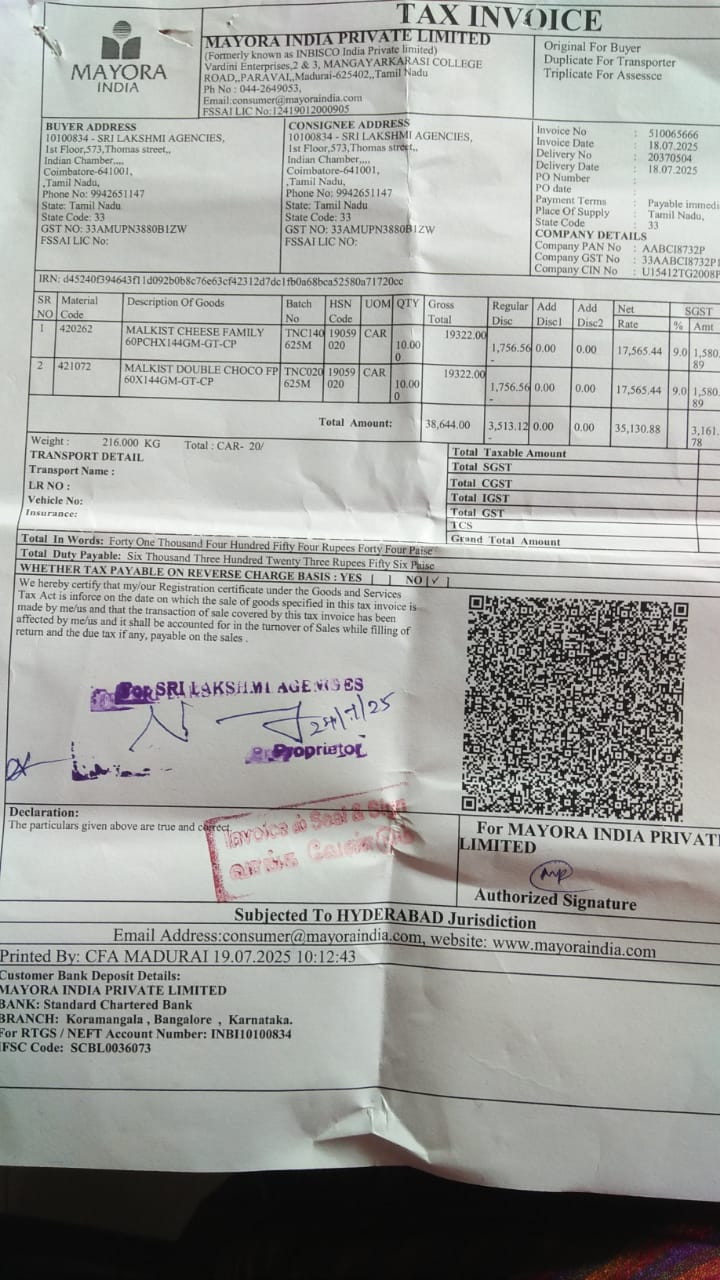 TAX INVOICE
MAYORA
INDIA
MAYORA INDIA PRIVATE LIMITED
(Formerly known as INBISCO India Private limited)
Vardini Enterprises,2 & 3, MANGAYARKARASI COLLEGE
ROAD,,PARAVAI,,Madurai-625402,,Tamil Nadu
Ph No : 044-2649053,
Email:consumer@mayoraindia.com
FSSAI LIC No:12419012000905
Original For Buyer
Duplicate For Transporter
Triplicate For Assessce
BUYER ADDRESS
10100834 - SRI LAKSHMI AGENCIES,
1st Floor,573,Thomas street,,
Indian Chamber,,,,
Coimbatore-641001,
,Tamil Nadu,
Phone No: 9942651147
State: Tamil Nadu
State Code: 33
GST NO: 33AMUPN3880B1ZW
FSSAI LIC No:
CONSIGNEE ADDRESS
10100834 - SRI LAKSHMI AGENCIES,
1st Floor,573,Thomas street,,
Indian Chamber,,,,
Coimbatore-641001,
,Tamil Nadu,
Phone No: 9942651147
State: Tamil Nadu
State Code: 33
GST NO: 33AMUPN3880B1ZW
FSSAI LIC NO:
Invoice No : 510065666
Invoice Date : 18.07.2025
Delivery No : 20370504
Delivery Date : 18.07.2025
PO Number :
PO date :
Payment Terms : Payable immedi
Place Of Supply : Tamil Nadu,
State Code : 33
COMPANY DETAILS
Company PAN No : AABCI8732P
Company GST No : 33AABCI8732P1
Company CIN No : U15412TG2008P
IRN: d45240f394643f11d092b0b8c76e63cf42312d7dc1fb0a68bca52580a71720cc
SR NO Material Code Description Of Goods Batch No HSN Code UOM QTY Gross Total Regular Disc Add Disc1 Add Disc2 Net Rate SGST % Amt
1 420262 MALKIST CHEESE FAMILY TNC140 19059 CAR 19322.00
60PCHX144GM-GT-CP 625M 020 10.00 1,756.56 0.00 0.00 17,565.44 9.0 1,580.
0 - 89
2 421072 MALKIST DOUBLE CHOCO FP TNC020 19059 CAR 19322.00
60X144GM-GT-CP 625M 020 10.00 1,756.56 0.00 0.00 17,565.44 9.0 1,580.
0 - 89
Total Amount: 38,644.00 3,513.12 0.00 0.00 35,130.88 3,161.
- 78
Weight : 216.000 KG Total : CAR- 20/
TRANSPORT DETAIL
Transport Name :
LR NO :
Vehicle No:
Insurance:
Total Taxable Amount
Total SGST
Total CGST
Total IGST
Total GST
TCS
Grand Total Amount
Total In Words: Forty One Thousand Four Hundred Fifty Four Rupees Forty Four Paise
Total Duty Payable: Six Thousand Three Hundred Twenty Three Rupees Fifty Six Paise
WHETHER TAX PAYABLE ON REVERSE CHARGE BASIS : YES [ ] NO [✓]
We hereby certify that my/our Registration certificate under the Goods and Services
Tax Act is inforce on the date on which the sale of goods specified in this tax invoice is
made by me/us and that the transaction of sale covered by this tax invoice has been
affected by me/us and it shall be accounted for in the turnover of Sales while filling of
return and the due tax if any, payable on the sales .
For SRI LAKSHMI AGENCIES
Proprietor
Declaration:
The particulars given above are true and correct
Invoice ல் Seal & Sign
For MAYORA INDIA PRIVATI
LIMITED
Authorized Signature
Subjected To HYDERABAD Jurisdiction
Email Address:consumer@mayoraindia.com, website: www.mayoraindia.com
Printed By: CFA MADURAI 19.07.2025 10:12:43
Customer Bank Deposit Details:
MAYORA INDIA PRIVATE LIMITED
BANK: Standard Chartered Bank
BRANCH: Koramangala , Bangalore , Karnataka.
For RTGS / NEFT Account Number: INBI10100834
IFSC Code: SCBL0036073